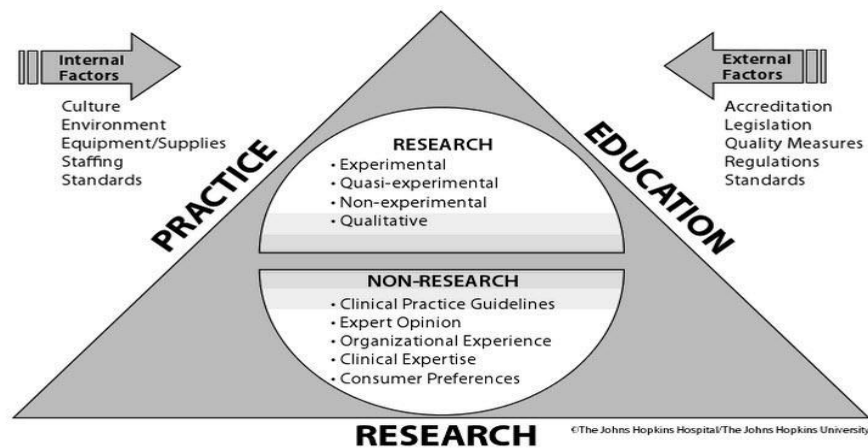 Internal
Factors
Culture
Environment
Equipment/Supplies
Staffing
Standards
External
Factors
Accreditation
Legislation
Quality Measures
Regulations
Standards
PRACTICE
EDUCATION
RESEARCH
• Experimental
• Quasi-experimental
• Non-experimental
• Qualitative
NON-RESEARCH
• Clinical Practice Guidelines
• Expert Opinion
• Organizational Experience
• Clinical Expertise
• Consumer Preferences
RESEARCH
©The Johns Hopkins Hospital/The Johns Hopkins University